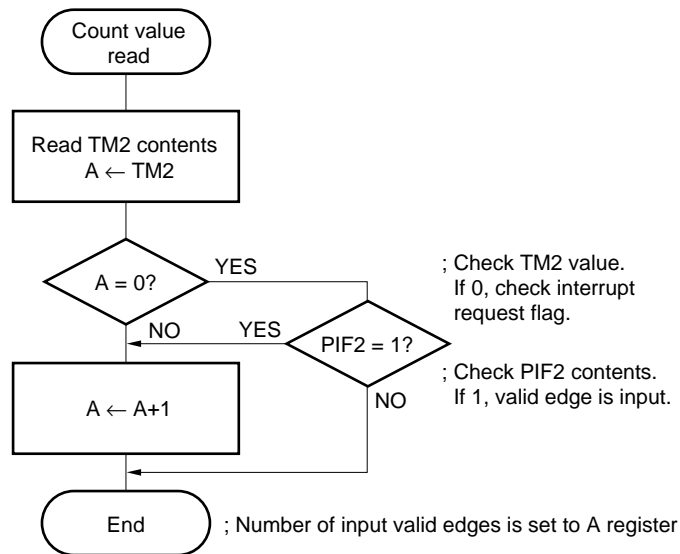 Count value
read
Read TM2 contents
A ← TM2
A = 0?
YES
; Check TM2 value.
If 0, check interrupt
request flag.
NO
YES
PIF2 = 1?
; Check PIF2 contents.
If 1, valid edge is input.
NO
A ← A+1
End
; Number of input valid edges is set to A register